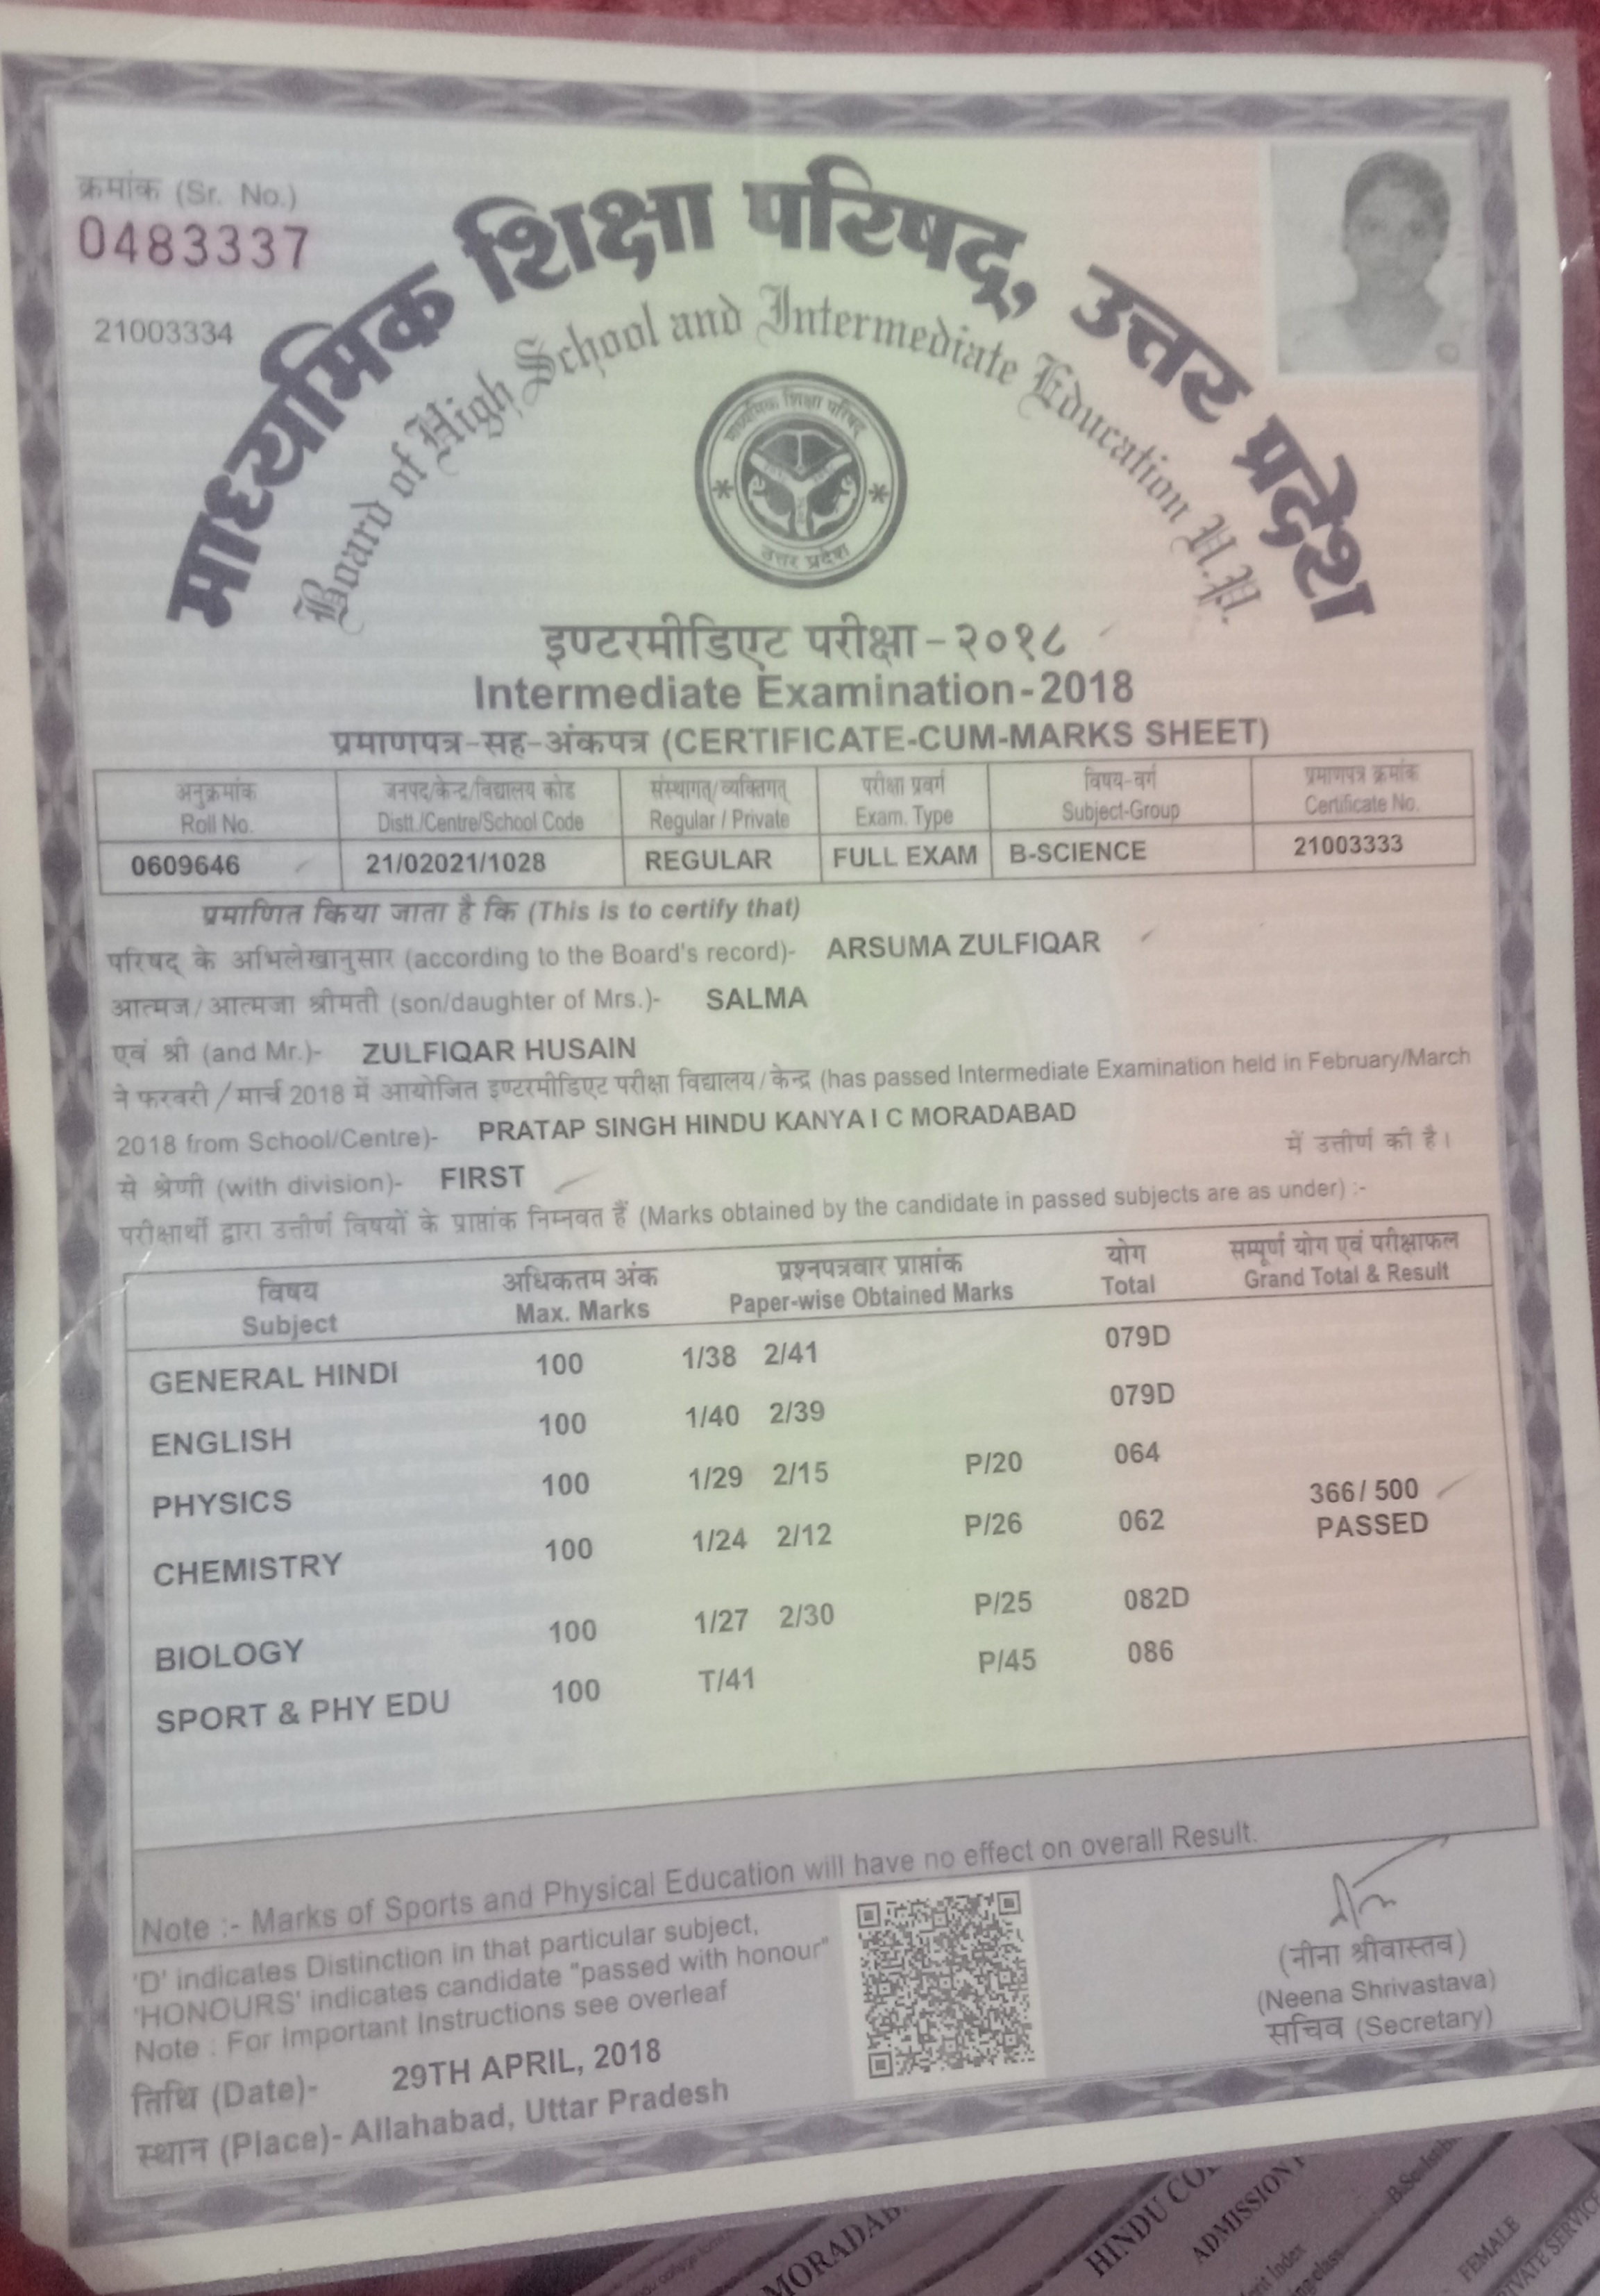 क्रमांक (Sr. No.)
0483337
21003334
माध्यमिक शिक्षा परिषद्, उत्तर प्रदेश
Board of High School and Intermediate Education U.P.
माध्यमिक शिक्षा परिषद्
उत्तर प्रदेश
इण्टरमीडिएट परीक्षा-२०१८
Intermediate Examination-2018
प्रमाणपत्र-सह-अंकपत्र (CERTIFICATE-CUM-MARKS SHEET)
अनुक्रमांक जनपद/केन्द्र/विद्यालय कोड संस्थागत्/व्यक्तिगत् परीक्षा प्रवर्ग विषय-वर्ग प्रमाणपत्र क्रमांक
Roll No. Distt./Centre/School Code Regular / Private Exam. Type Subject-Group Certificate No.
0609646 21/02021/1028 REGULAR FULL EXAM B-SCIENCE 21003333
प्रमाणित किया जाता है कि (This is to certify that)
परिषद् के अभिलेखानुसार (according to the Board's record)- ARSUMA ZULFIQAR
आत्मज/आत्मजा श्रीमती (son/daughter of Mrs.)- SALMA
एवं श्री (and Mr.)- ZULFIQAR HUSAIN
ने फरवरी/मार्च 2018 में आयोजित इण्टरमीडिएट परीक्षा विद्यालय/केन्द्र (has passed Intermediate Examination held in February/March
2018 from School/Centre)- PRATAP SINGH HINDU KANYA I C MORADABAD
से श्रेणी (with division)- FIRST में उत्तीर्ण की है।
परीक्षार्थी द्वारा उत्तीर्ण विषयों के प्राप्तांक निम्नवत हैं (Marks obtained by the candidate in passed subjects are as under) :-
विषय अधिकतम अंक प्रश्नपत्रवार प्राप्तांक योग सम्पूर्ण योग एवं परीक्षाफल
Subject Max. Marks Paper-wise Obtained Marks Total Grand Total & Result
GENERAL HINDI 100 1/38 2/41 079D
ENGLISH 100 1/40 2/39 079D
PHYSICS 100 1/29 2/15 P/20 064
366/ 500
CHEMISTRY 100 1/24 2/12 P/26 062
PASSED
BIOLOGY 100 1/27 2/30 P/25 082D
SPORT & PHY EDU 100 T/41 P/45 086
Note :- Marks of Sports and Physical Education will have no effect on overall Result.
'D' indicates Distinction in that particular subject,
'HONOURS' indicates candidate "passed with honour"
Note : For Important Instructions see overleaf
तिथि (Date)- 29TH APRIL, 2018
स्थान (Place)- Allahabad, Uttar Pradesh
(नीना श्रीवास्तव)
(Neena Shrivastava)
सचिव (Secretary)
HINDU
ADMISSION
FEMALE